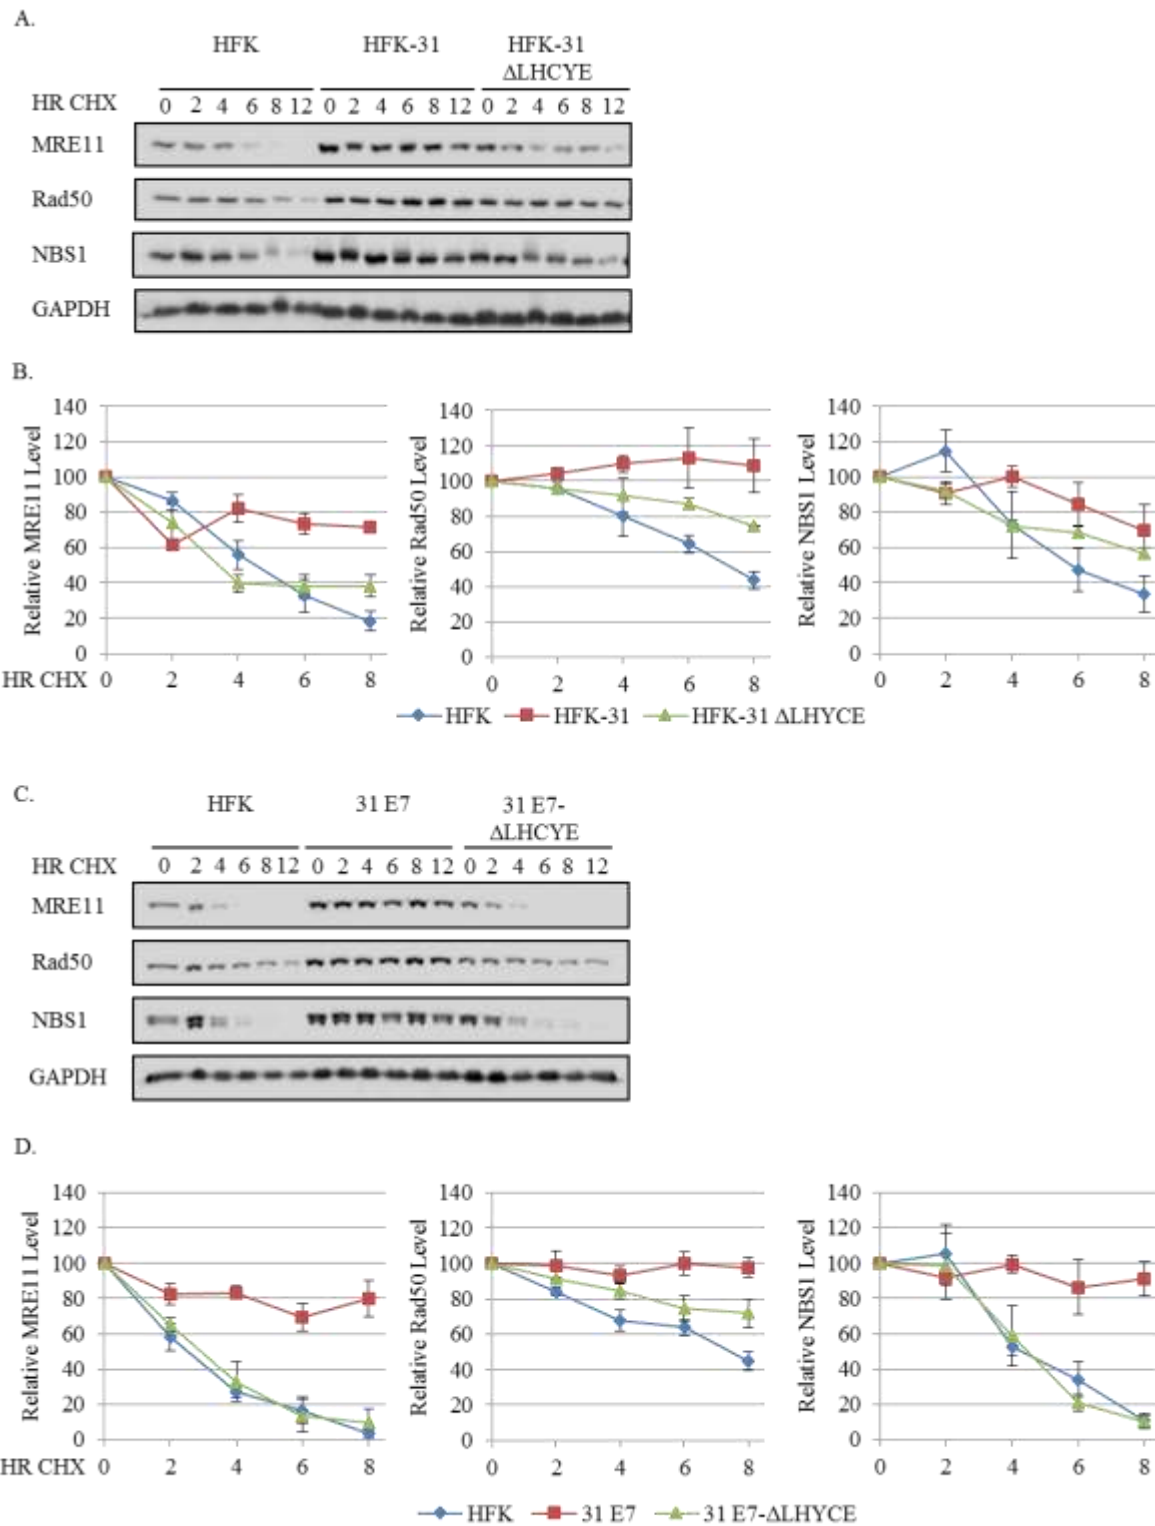 A.
HFK HFK-31 HFK-31
ΔLHCYE
HR CHX 0 2 4 6 8 12 0 2 4 6 8 12 0 2 4 6 8 12
MRE11
Rad50
NBS1
GAPDH
B.
Relative MRE11 Level
140
120
100
80
60
40
20
0
HR CHX 0 2 4 6 8
Relative Rad50 Level
140
120
100
80
60
40
20
0
0 2 4 6 8
Relative NBS1 Level
140
120
100
80
60
40
20
0
0 2 4 6 8
HFK HFK-31 HFK-31 ΔLHYCE
C.
HFK 31 E7 31 E7-
ΔLHCYE
HR CHX 0 2 4 6 8 12 0 2 4 6 8 12 0 2 4 6 8 12
MRE11
Rad50
NBS1
GAPDH
D.
Relative MRE11 Level
140
120
100
80
60
40
20
0
HR CHX 0 2 4 6 8
Relative Rad50 Level
140
120
100
80
60
40
20
0
0 2 4 6 8
Relative NBS1 Level
140
120
100
80
60
40
20
0
0 2 4 6 8
HFK 31 E7 31 E7-ΔLHYCE